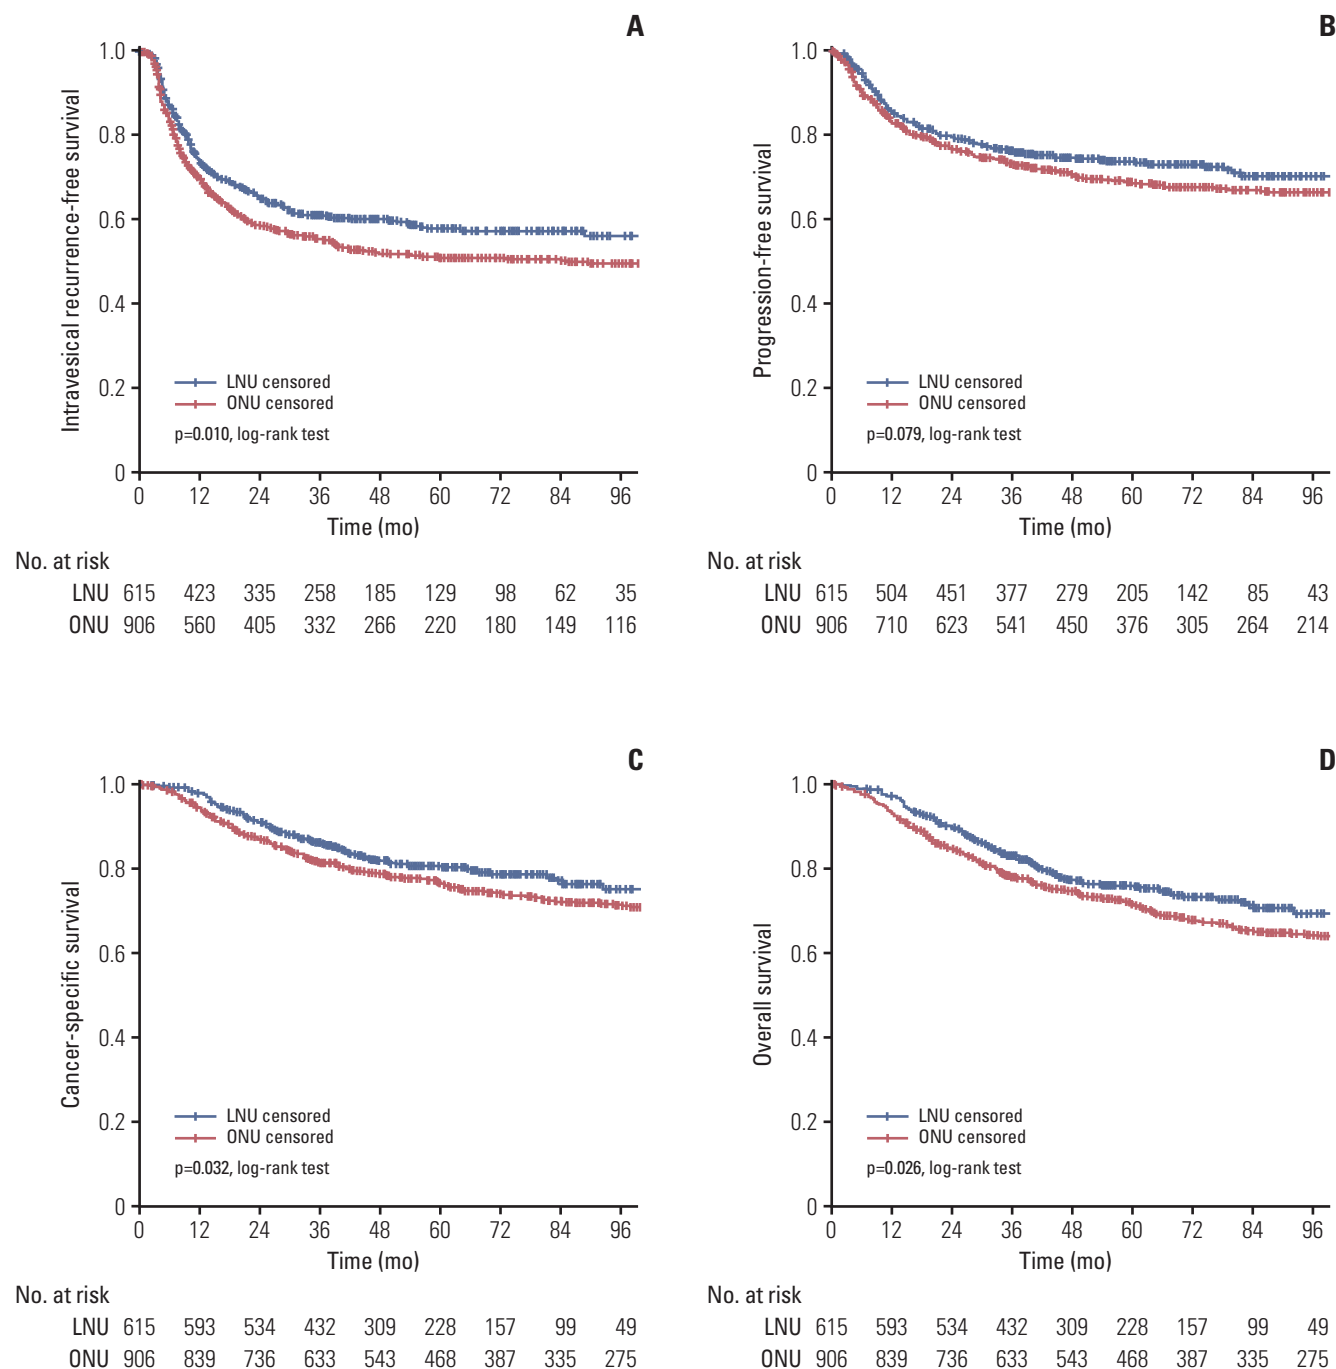 A
Intravesical recurrence-free survival
1.0
0.8
0.6
0.4
0.2
0
LNU censored
ONU censored
p=0.010, log-rank test
0 12 24 36 48 60 72 84 96
Time (mo)
No. at risk
LNU 615 423 335 258 185 129 98 62 35
ONU 906 560 405 332 266 220 180 149 116
B
Progression-free survival
1.0
0.8
0.6
0.4
0.2
0
LNU censored
ONU censored
p=0.079, log-rank test
0 12 24 36 48 60 72 84 96
Time (mo)
No. at risk
LNU 615 504 451 377 279 205 142 85 43
ONU 906 710 623 541 450 376 305 264 214
C
Cancer-specific survival
1.0
0.8
0.6
0.4
0.2
0
LNU censored
ONU censored
p=0.032, log-rank test
0 12 24 36 48 60 72 84 96
Time (mo)
No. at risk
LNU 615 593 534 432 309 228 157 99 49
ONU 906 839 736 633 543 468 387 335 275
D
Overall survival
1.0
0.8
0.6
0.4
0.2
0
LNU censored
ONU censored
p=0.026, log-rank test
0 12 24 36 48 60 72 84 96
Time (mo)
No. at risk
LNU 615 593 534 432 309 228 157 99 49
ONU 906 839 736 633 543 468 387 335 275